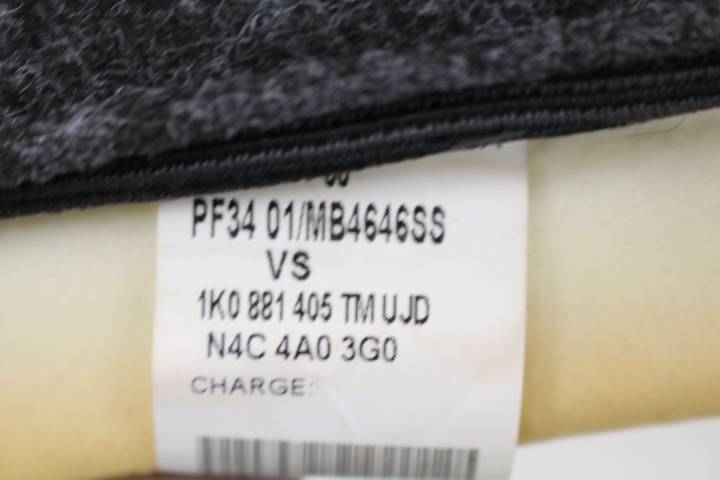 PF34 01/MB4646SS
VS
1K0 881 405 TM UJD
N4C 4A0 3G0
CHARGE: